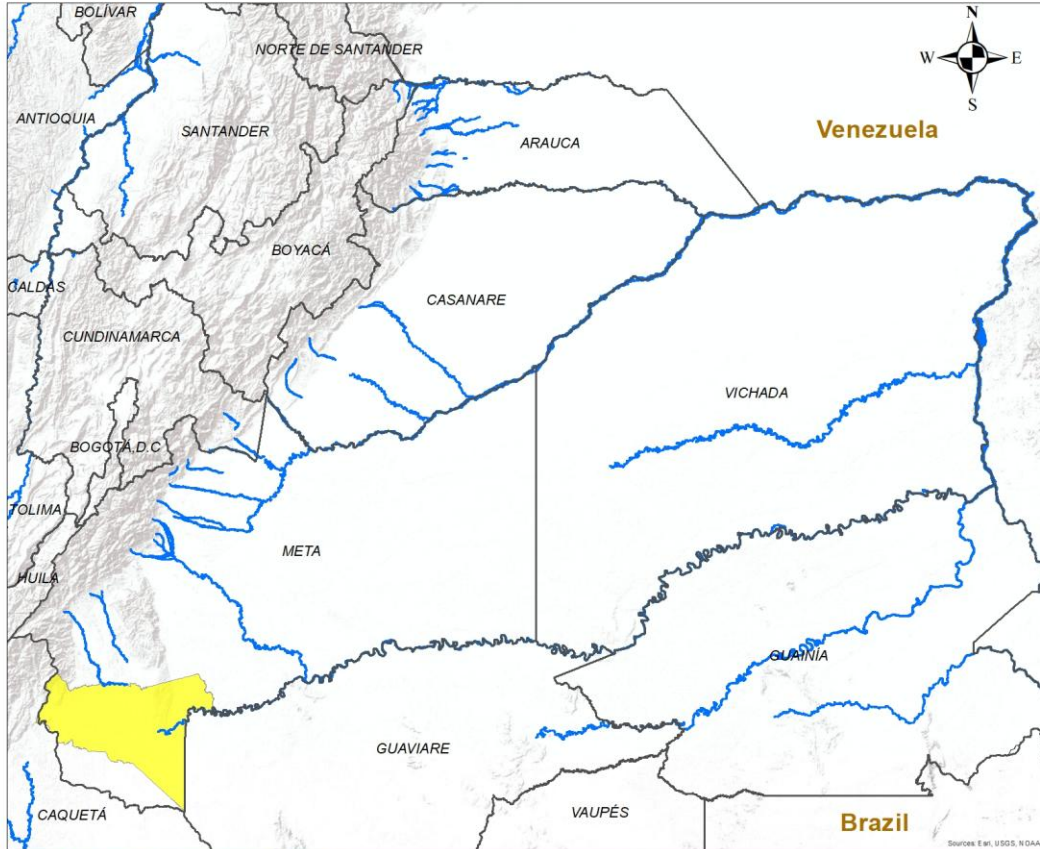 BOLÍVAR
N
NORTE DE SANTANDER
W E
S
ANTIOQUIA
SANTANDER
Venezuela
ARAUCA
BOYACÁ
CALDAS
CASANARE
CUNDINAMARCA
VICHADA
BOGOTÁ,D.C
TOLIMA
META
HUILA
GUAINÍA
GUAVIARE
CAQUETÁ
VAUPÉS
Brazil
Sources: Esri, USGS, NOAA